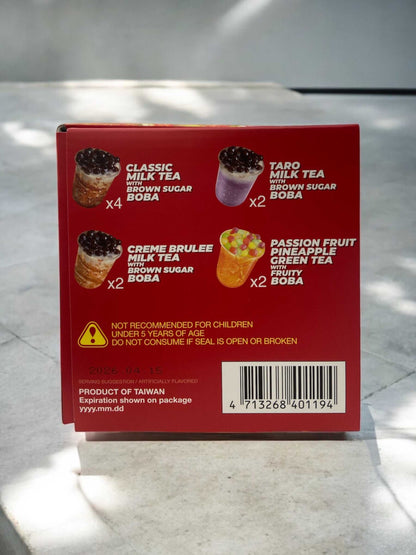 CLASSIC
MILK TEA
WITH
BROWN SUGAR
BOBA
x4
TARO
MILK TEA
WITH
BROWN SUGAR
BOBA
x2
CREME BRULEE
MILK TEA
WITH
BROWN SUGAR
BOBA
x2
PASSION FRUIT
PINEAPPLE
GREEN TEA
WITH
FRUITY
BOBA
x2
NOT RECOMMENDED FOR CHILDREN
UNDER 5 YEARS OF AGE
DO NOT CONSUME IF SEAL IS OPEN OR BROKEN
2026 04 15
SERVING SUGGESTION / ARTIFICIALLY FLAVORED
PRODUCT OF TAIWAN
Expiration shown on package
yyyy.mm.dd
4 713268 401194